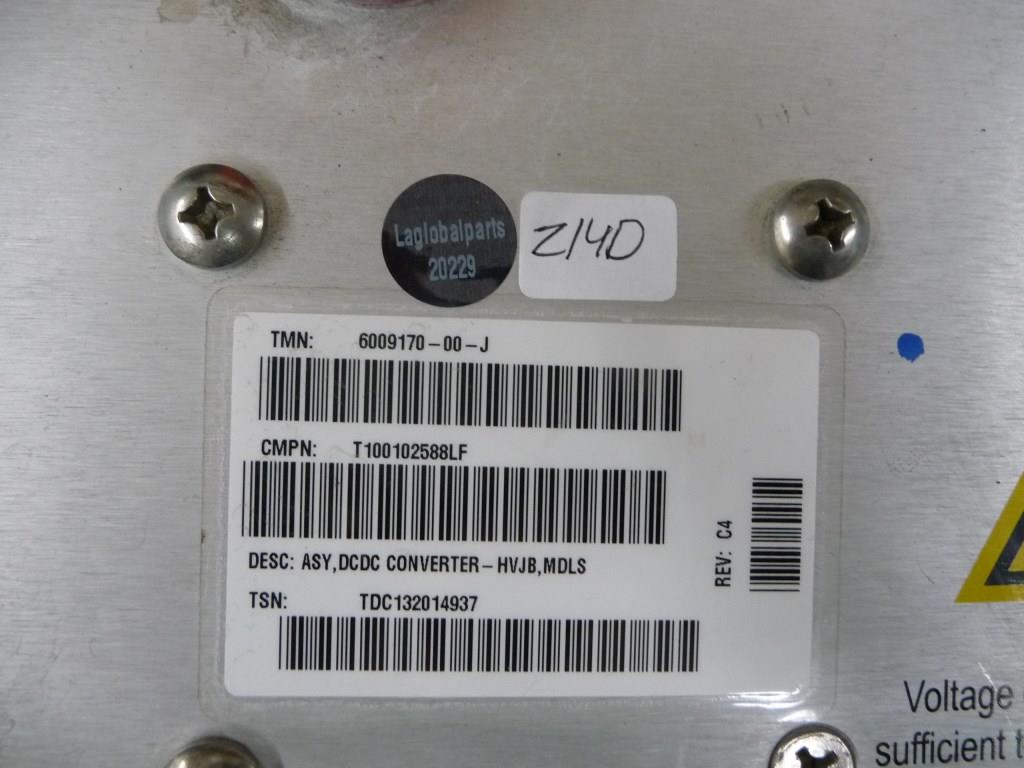 Laglobalparts
20229
Z14D
TMN: 6009170-00-J
CMPN: T100102588LF
DESC: ASY,DCDC CONVERTER-HVJB,MDLS
TSN: TDC132014937
REV: C4
Voltage
sufficient t